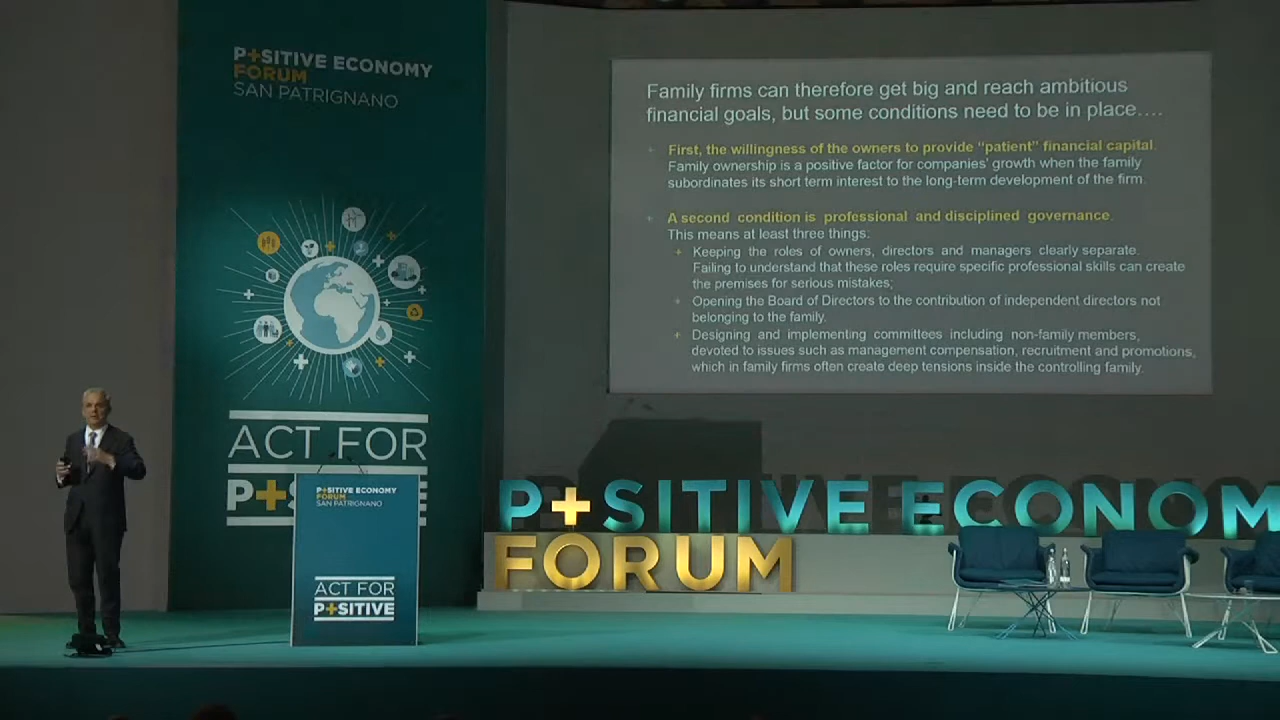 P+SITIVE ECONOMY
FORUM
SAN PATRIGNANO
ACT FOR
P+S
VE
P+SITIVE ECONOMY
FORUM
SAN PATRIGNANO
ACT FOR
P+SITIVE
Family firms can therefore get big and reach ambitious
financial goals, but some conditions need to be in place….
First, the willingness of the owners to provide “patient” financial capital.
Family ownership is a positive factor for companies’ growth when the family
subordinates its short term interest to the long-term development of the firm.
A second condition is professional and disciplined governance.
This means at least three things:
+ Keeping the roles of owners, directors and managers clearly separate.
Failing to understand that these roles require specific professional skills can create
the premises for serious mistakes;
+ Opening the Board of Directors to the contribution of independent directors not
belonging to the family.
+ Designing and implementing committees including non-family members,
devoted to issues such as management compensation, recruitment and promotions,
which in family firms often create deep tensions inside the controlling family.
P+SITIVE ECONOM
FORUM